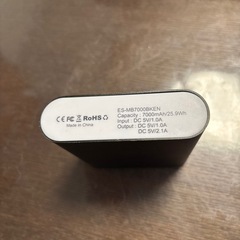 ES-MB7000BKEN
Capacity : 7000mAh/25.9Wh
Input : DC 5V/1.0A
Output : DC 5V/1.0A
DC 5V/2.1A
CE FC RoHS
Made in China